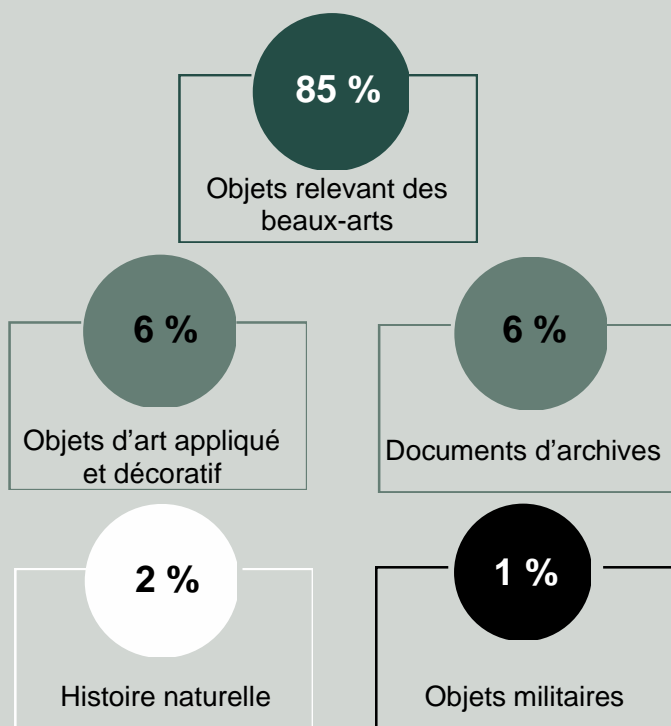 85 %
Objets relevant des
beaux-arts
6 %
Objets d’art appliqué
et décoratif
6 %
Documents d’archives
2 %
Histoire naturelle
1 %
Objets militaires